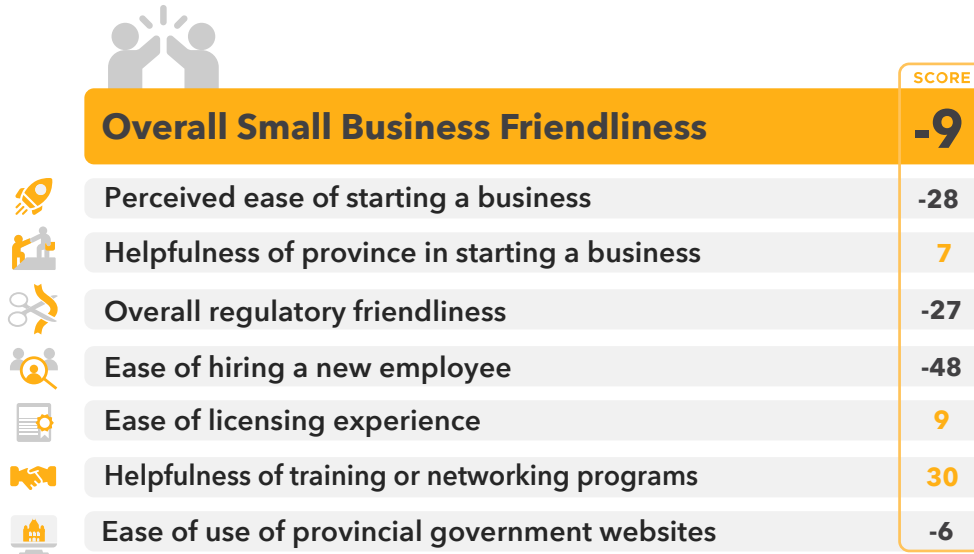 SCORE
Overall Small Business Friendliness -9
Perceived ease of starting a business -28
Helpfulness of province in starting a business 7
Overall regulatory friendliness -27
Ease of hiring a new employee -48
Ease of licensing experience 9
Helpfulness of training or networking programs 30
Ease of use of provincial government websites -6